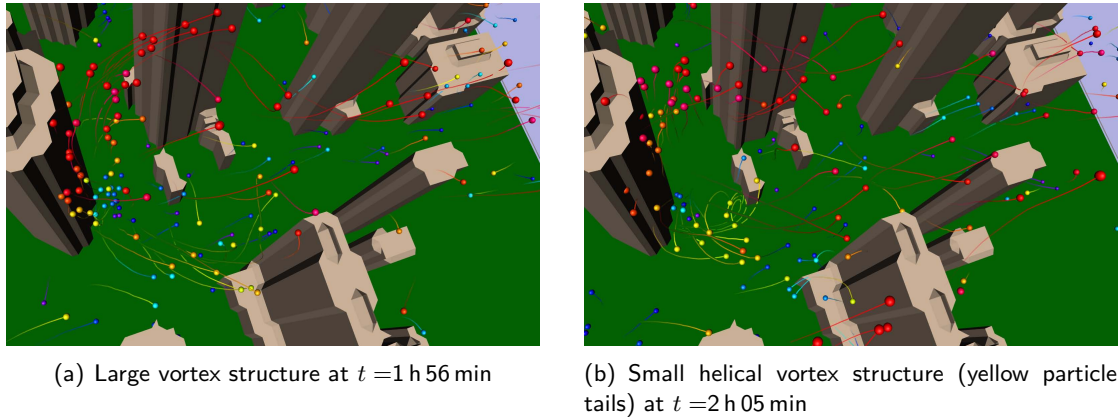 (a) Large vortex structure at t =1 h 56 min
(b) Small helical vortex structure (yellow particle
tails) at t =2 h 05 min